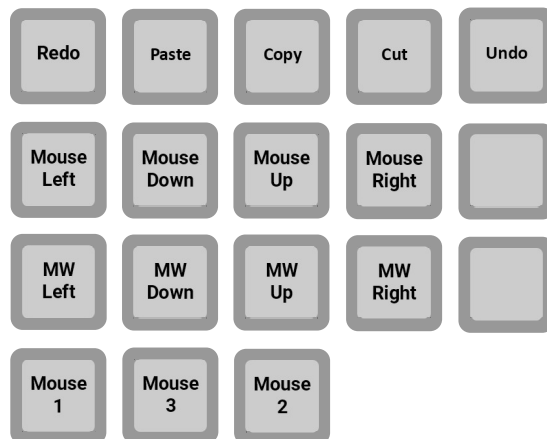 Redo Paste Copy Cut Undo
Mouse Left Mouse Down Mouse Up Mouse Right
MW Left MW Down MW Up MW Right
Mouse 1 Mouse 3 Mouse 2